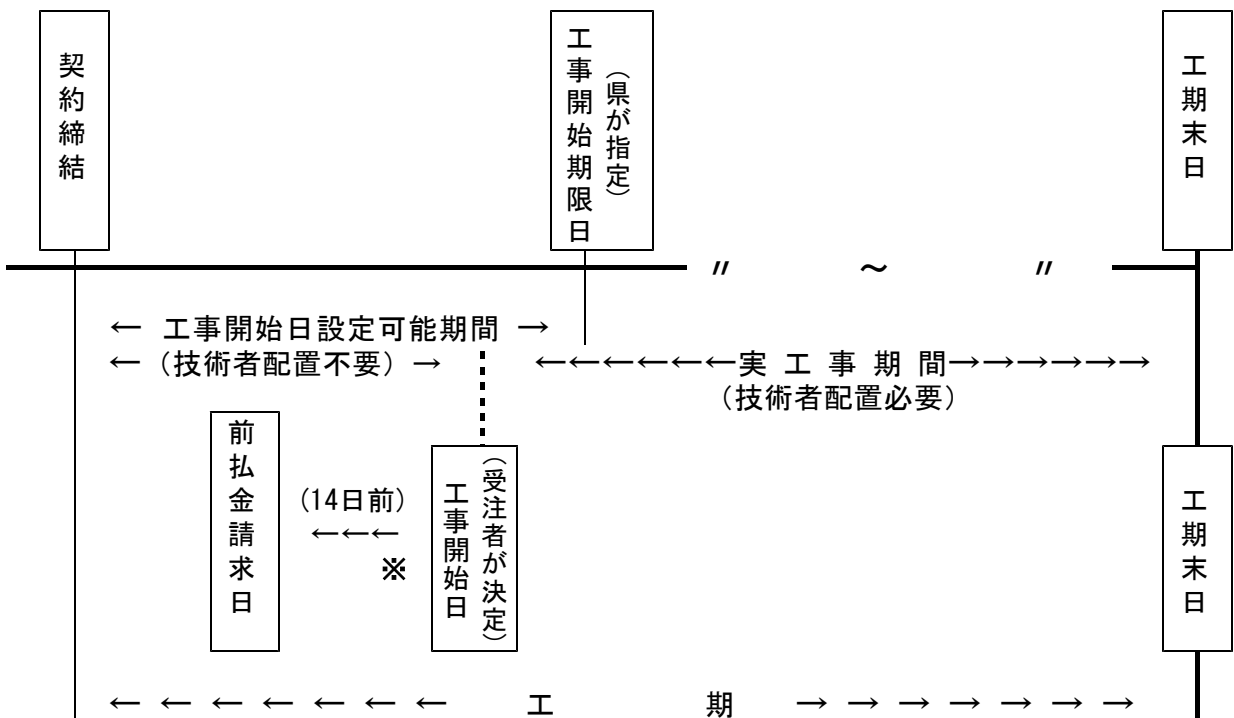 契約締結
工事開始期限日
（県が指定）
工期末日
〃 ～ 〃
← 工事開始日設定可能期間 →
←（技術者配置不要）→
←←←←←←←実 工 事 期 間→→→→→→→
（技術者配置必要）
前払金請求日
(14日前)
←←←
※
工事開始日
（受注者が決定）
工期末日
← ← ← ← ← ← ← 工 期 → → → → → → →